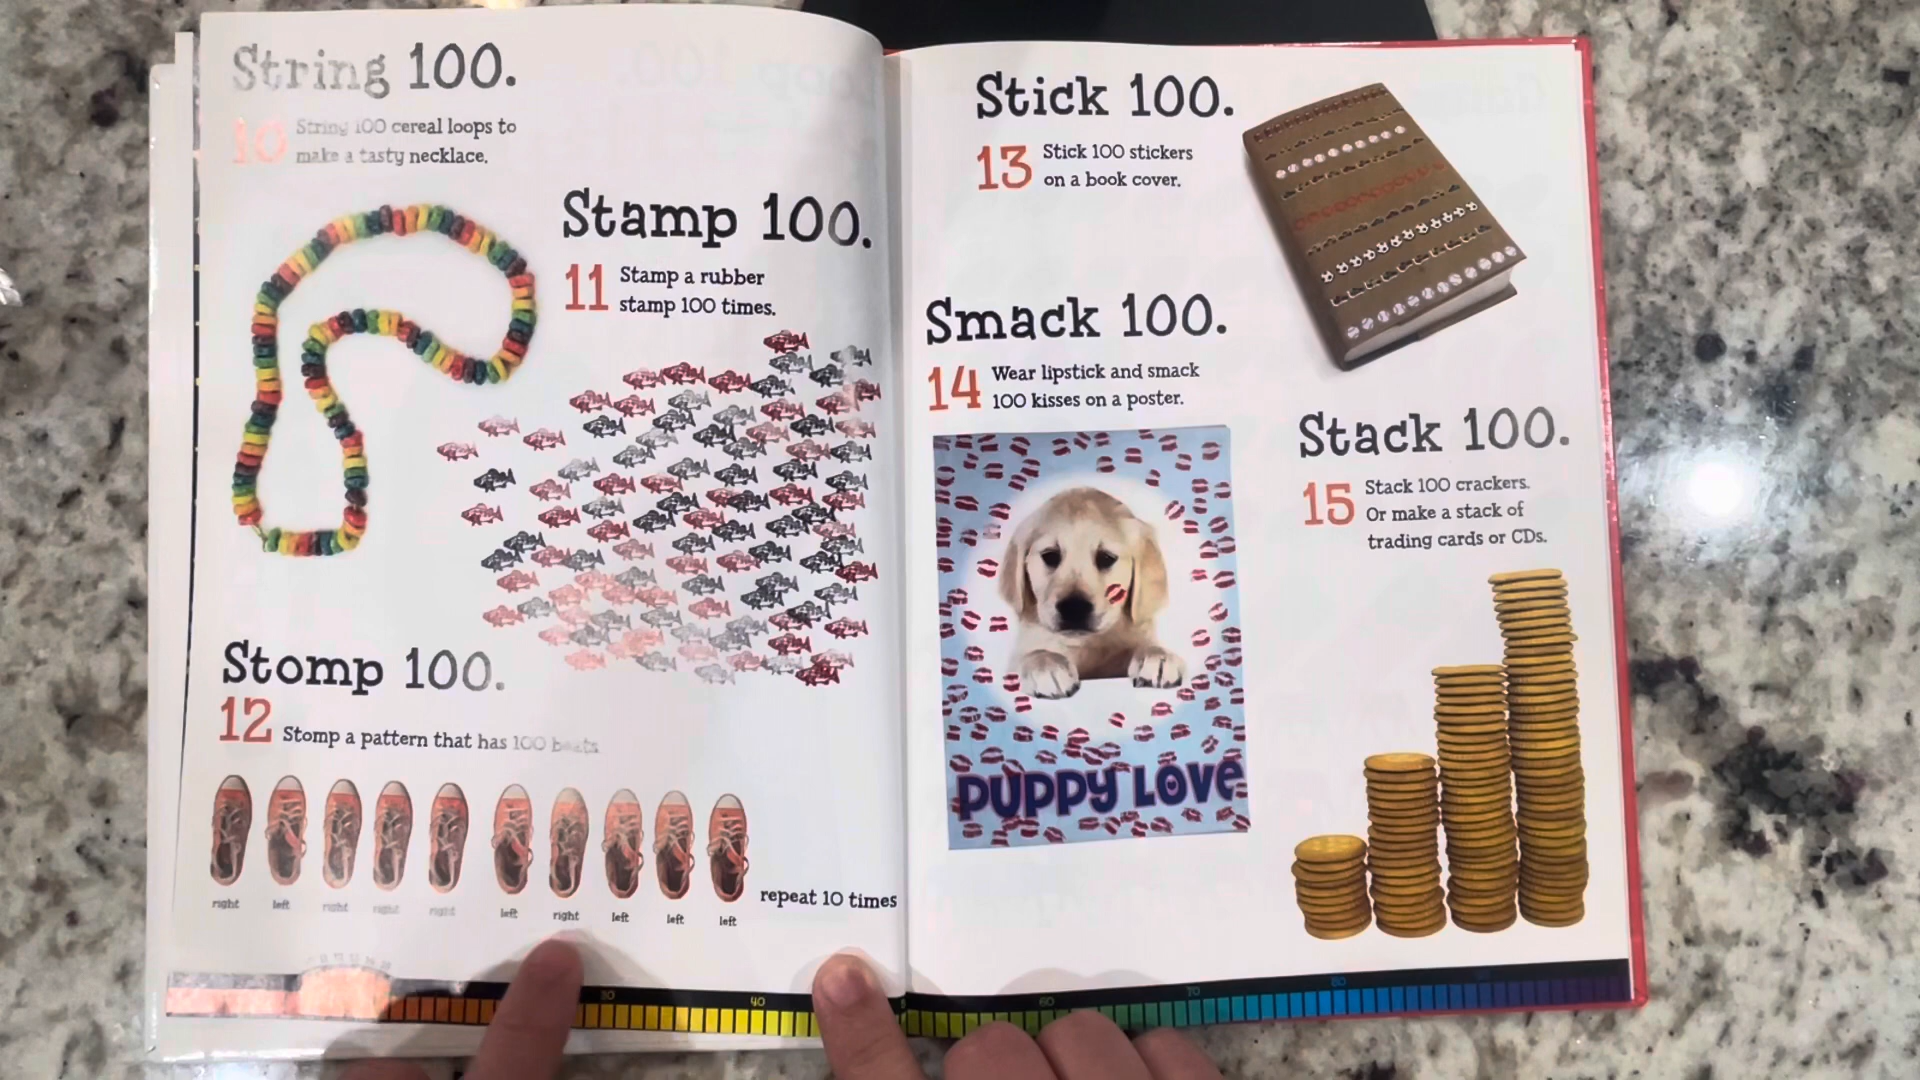 String 100.
10 String 100 cereal loops to
make a tasty necklace.
Stamp 100.
11 Stamp a rubber
stamp 100 times.
Stomp 100.
12 Stomp a pattern that has 100 beats
right left right right right left right left left left
repeat 10 times
30 40
Stick 100.
13 Stick 100 stickers
on a book cover.
Smack 100.
14 Wear lipstick and smack
100 kisses on a poster.
PUPPY LOVE
Stack 100.
15 Stack 100 crackers.
Or make a stack of
trading cards or CDs.
60 70 80